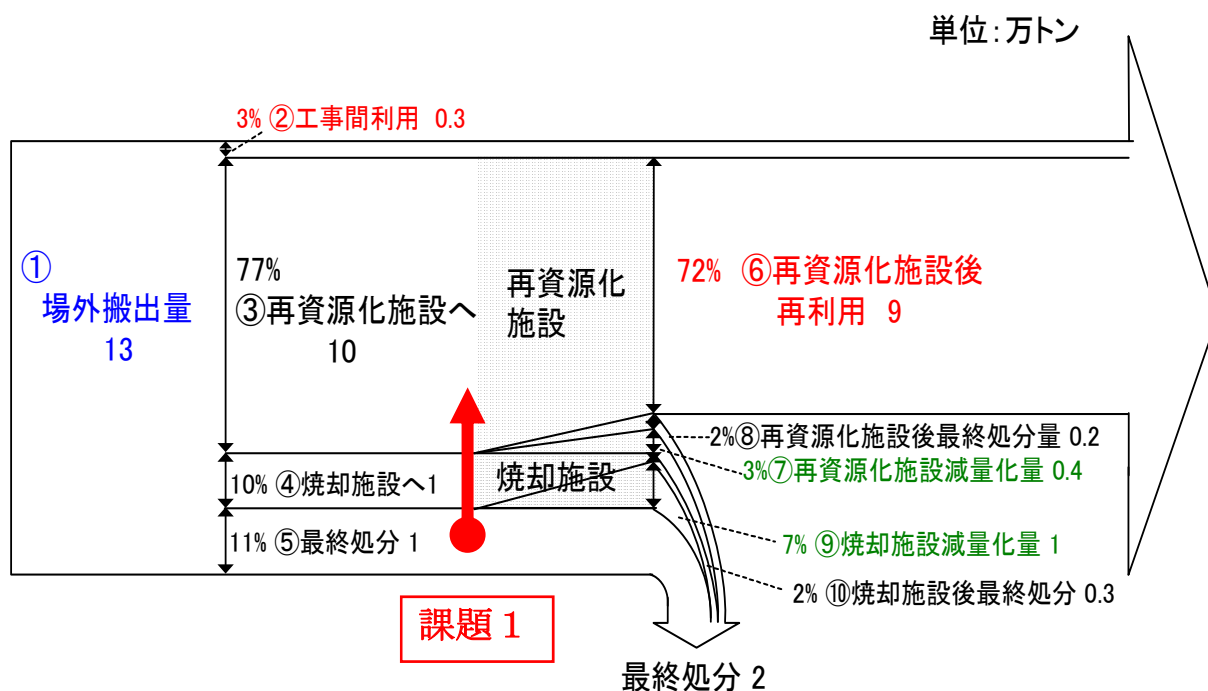 単位：万トン
3% ②工事間利用 0.3
①
場外搬出量
13
77%
③再資源化施設へ
10
再資源化
施設
72% ⑥再資源化施設後
再利用 9
2%⑧再資源化施設後最終処分量 0.2
3%⑦再資源化施設減量化量 0.4
10% ④焼却施設へ1
焼却施設
11% ⑤最終処分 1
7% ⑨焼却施設減量化量 1
2% ⑩焼却施設後最終処分 0.3
課題１
最終処分 2